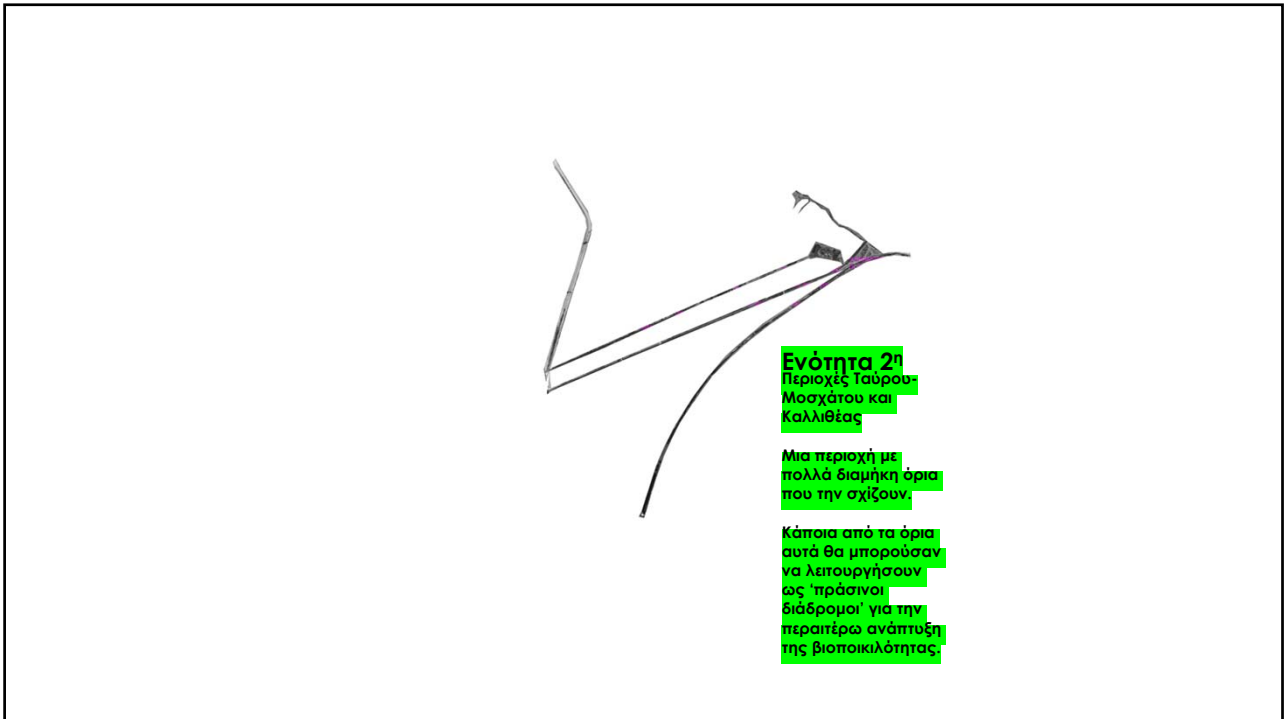 Ενότητα 2η
Περιοχές Ταύρου-
Μοσχάτου και
Καλλιθέας
Μια περιοχή με
πολλά διαμήκη όρια
που την σχίζουν.
Κάποια από τα όρια
αυτά θα μπορούσαν
να λειτουργήσουν
ως ‘πράσινοι
διάδρομοι’ για την
περαιτέρω ανάπτυξη
της βιοποικιλότητας.